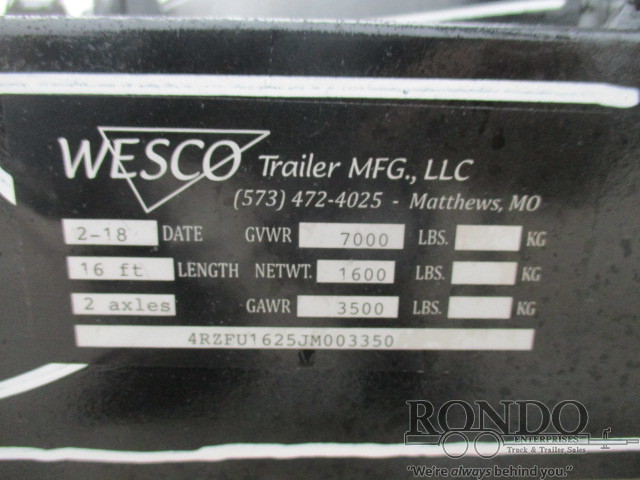 WESCO Trailer MFG., LLC
(573) 472-4025 - Matthews, MO
2-18 DATE GVWR 7000 LBS. KG
16 ft LENGTH NETWT. 1600 LBS. KG
2 axles GAWR 3500 LBS. KG
4RZFU1625JM003350
RONDO
ENTERPRISES
Truck & Trailer Sales
"We're always behind you."